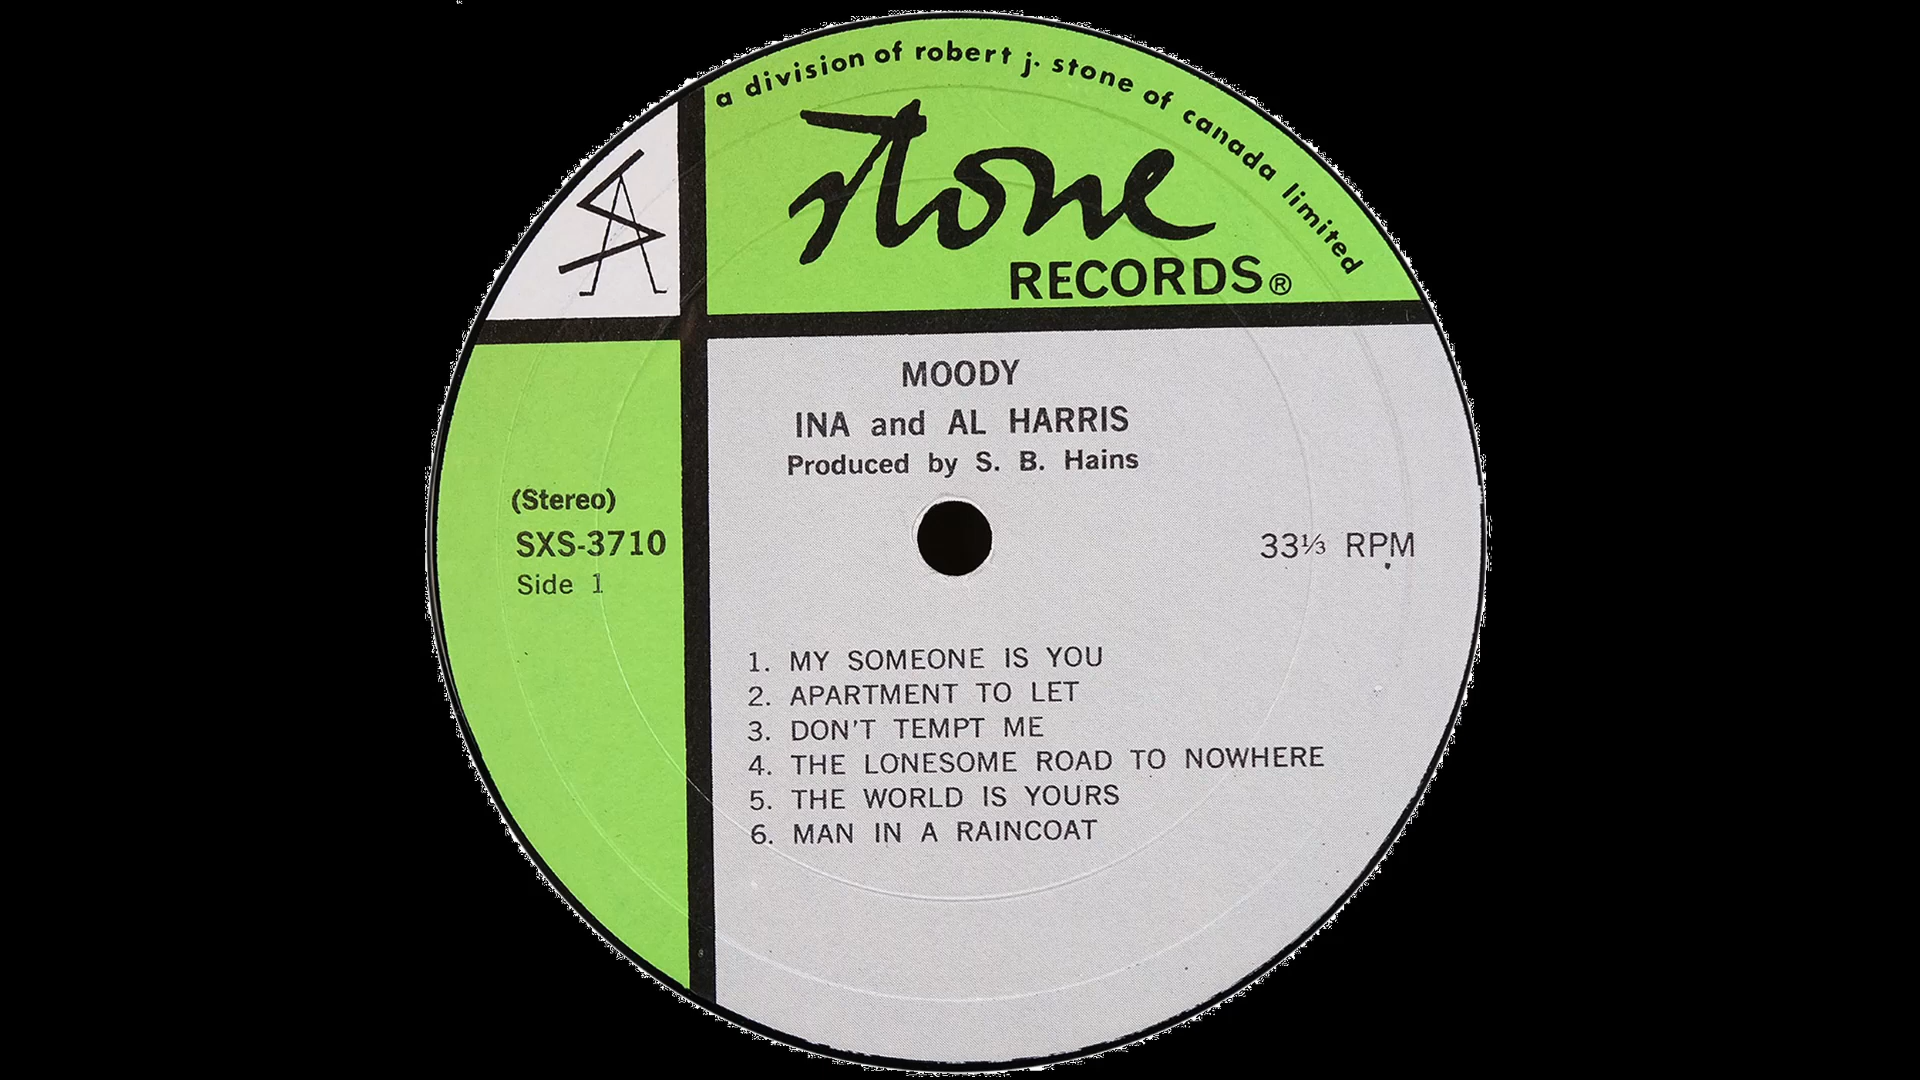 a division of robert j. stone of canada limited
stone
RECORDS®
MOODY
INA and AL HARRIS
Produced by S. B. Hains
(Stereo)
SXS-3710
Side 1
33⅓ RPM
1. MY SOMEONE IS YOU
2. APARTMENT TO LET
3. DON'T TEMPT ME
4. THE LONESOME ROAD TO NOWHERE
5. THE WORLD IS YOURS
6. MAN IN A RAINCOAT